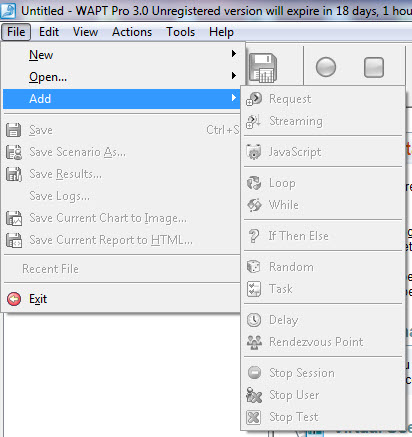 Untitled - WAPT Pro 3.0 Unregistered version will expire in 18 days, 1 hou
File Edit View Actions Tools Help
New
Open...
Add
Save Ctrl+S
Save Scenario As...
Save Results...
Save Logs...
Save Current Chart to Image...
Save Current Report to HTML...
Recent File
Exit
Request
Streaming
JavaScript
Loop
While
If Then Else
Random
Task
Delay
Rendezvous Point
Stop Session
Stop User
Stop Test